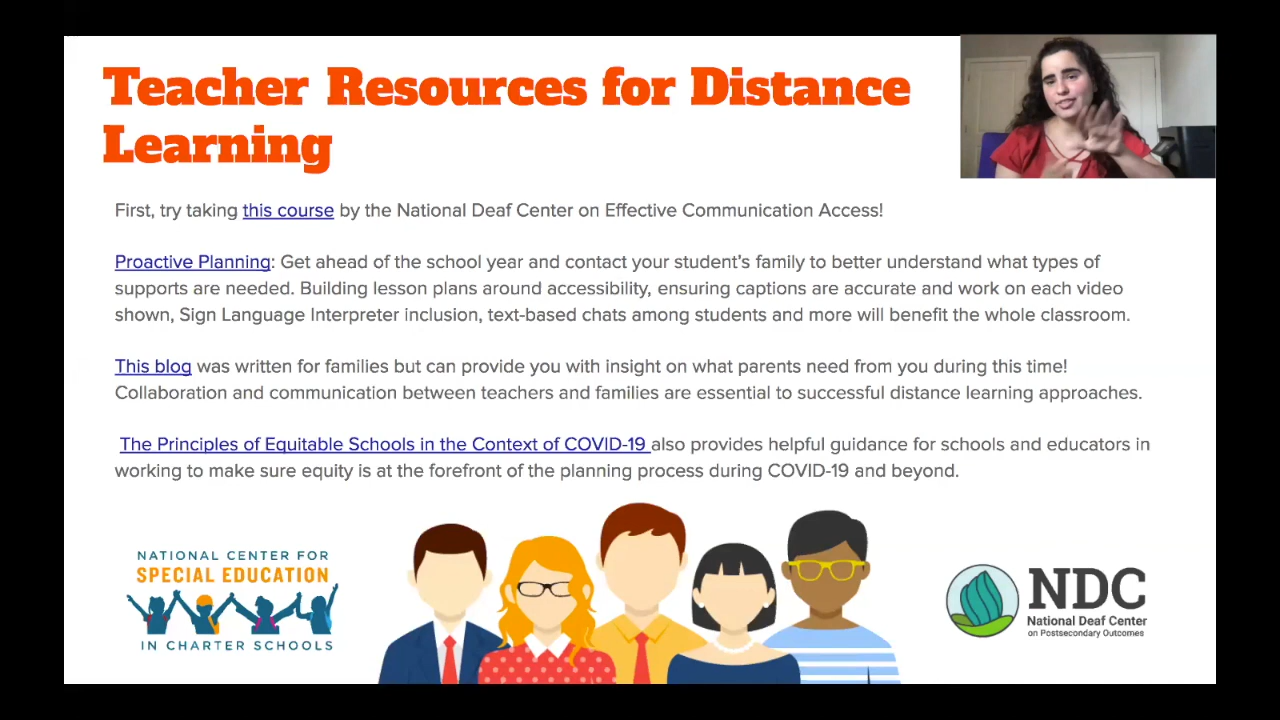 Teacher Resources for Distance
Learning
First, try taking this course by the National Deaf Center on Effective Communication Access!
Proactive Planning: Get ahead of the school year and contact your student's family to better understand what types of
supports are needed. Building lesson plans around accessibility, ensuring captions are accurate and work on each video
shown, Sign Language Interpreter inclusion, text-based chats among students and more will benefit the whole classroom.
This blog was written for families but can provide you with insight on what parents need from you during this time!
Collaboration and communication between teachers and families are essential to successful distance learning approaches.
The Principles of Equitable Schools in the Context of COVID-19 also provides helpful guidance for schools and educators in
working to make sure equity is at the forefront of the planning process during COVID-19 and beyond.
NATIONAL CENTER FOR
SPECIAL EDUCATION
IN CHARTER SCHOOLS
NDC
National Deaf Center
on Postsecondary Outcomes